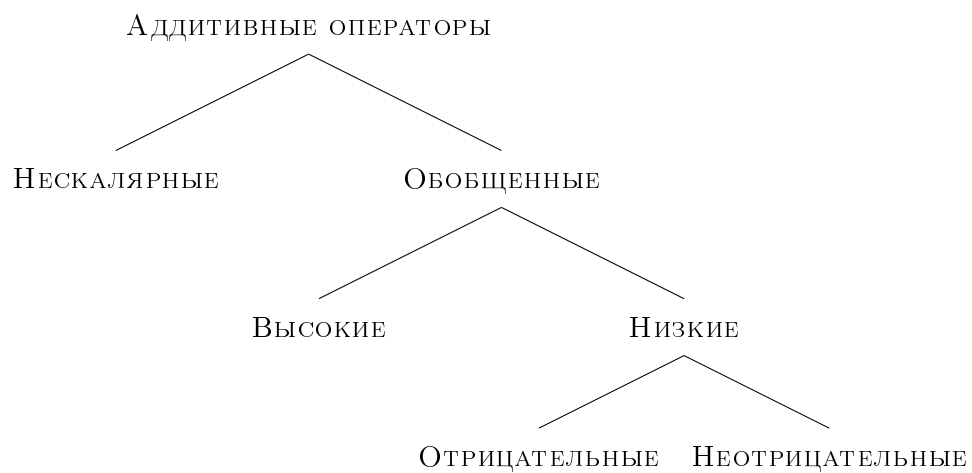 Аддитивные операторы
Нескалярные Обобщенные
Высокие Низкие
Отрицательные Неотрицательные